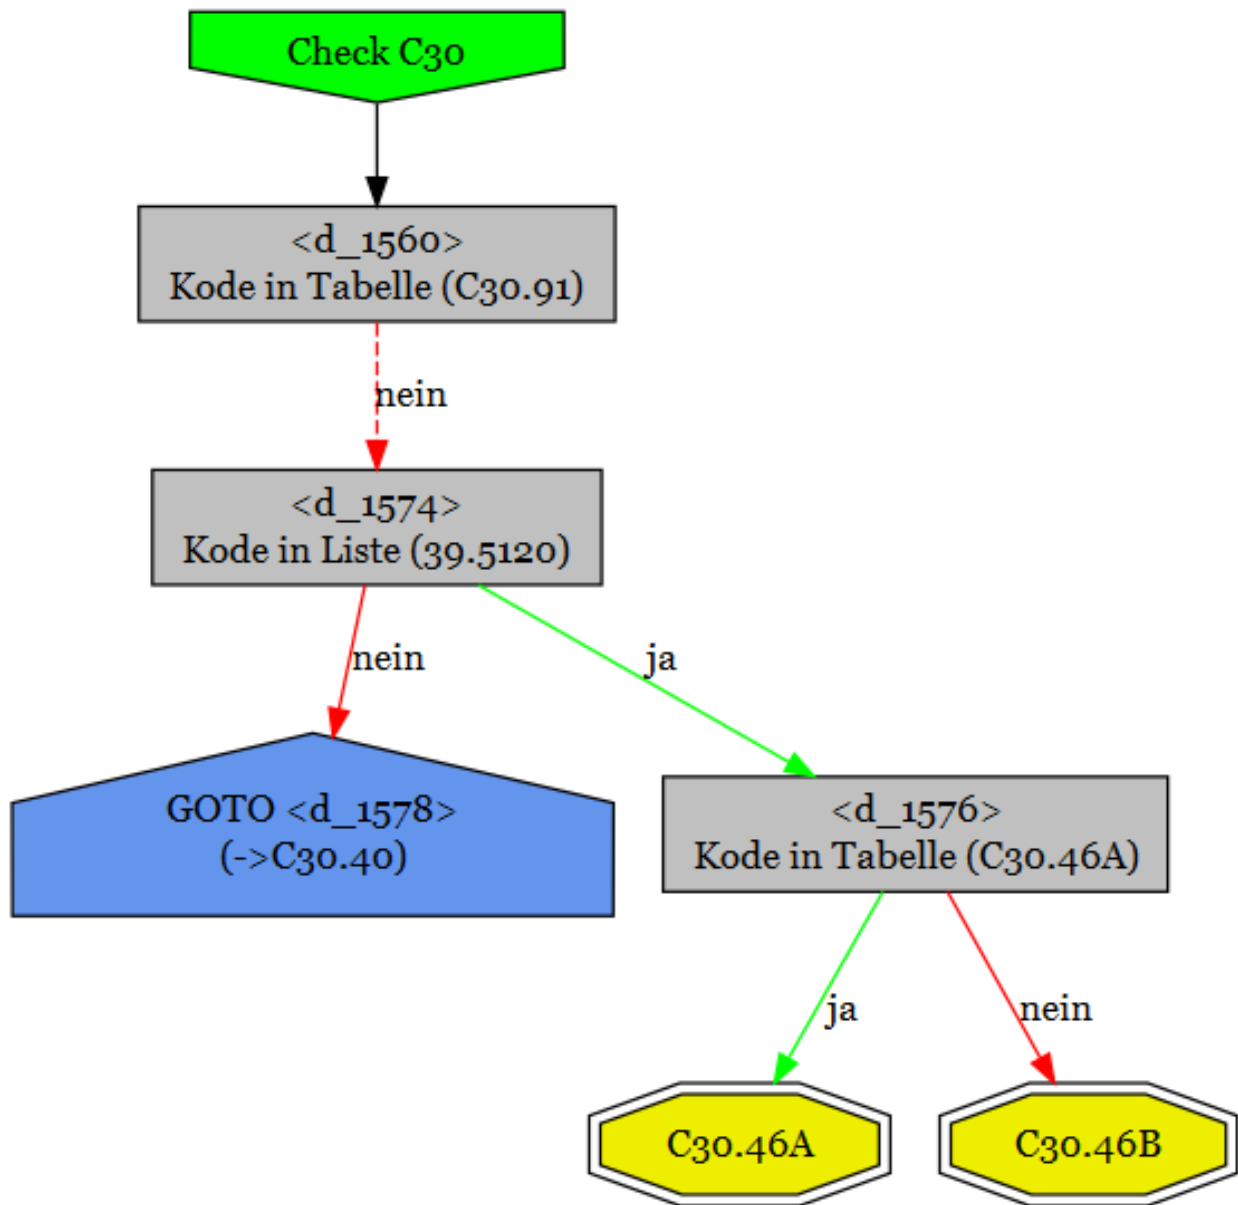 Check C30
<d_1560>
Kode in Tabelle (C30.91)
nein
<d_1574>
Kode in Liste (39.5120)
nein
ja
GOTO <d_1578>
(->C30.40)
<d_1576>
Kode in Tabelle (C30.46A)
ja
nein
C30.46A
C30.46B